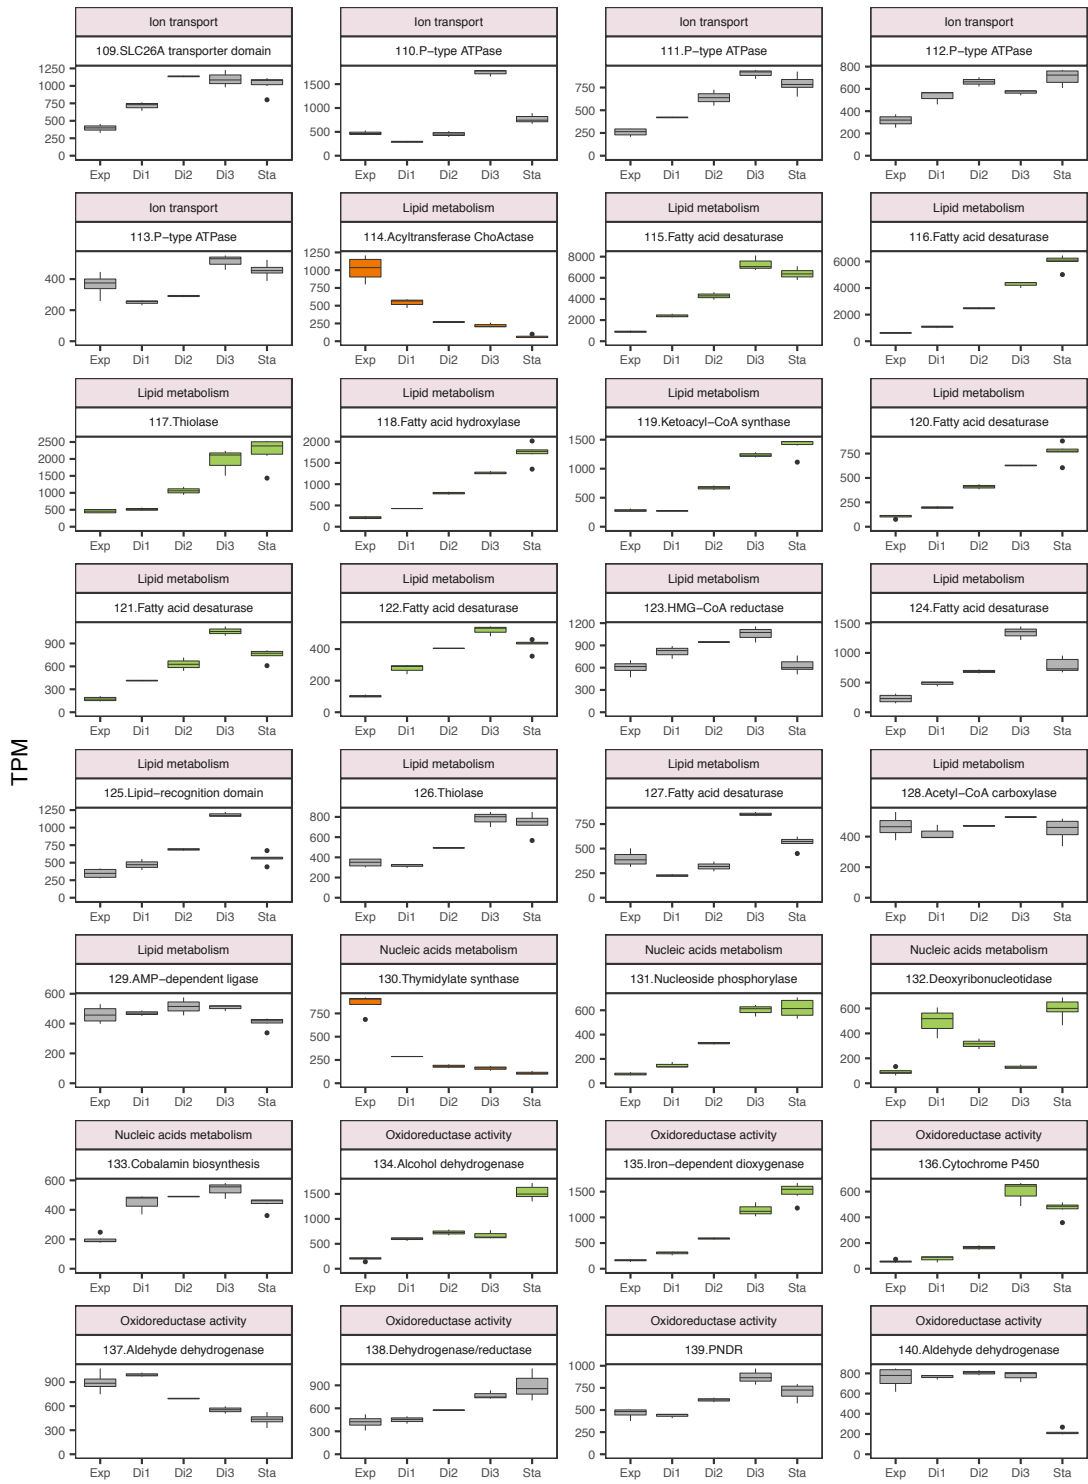 TPM
Ion transport
109.SLC26A transporter domain
1250
1000
750
500
250
0
Exp Di1 Di2 Di3 Sta
Ion transport
110.P−type ATPase
1500
1000
500
0
Exp Di1 Di2 Di3 Sta
Ion transport
111.P−type ATPase
750
500
250
0
Exp Di1 Di2 Di3 Sta
Ion transport
112.P−type ATPase
800
600
400
200
0
Exp Di1 Di2 Di3 Sta
Ion transport
113.P−type ATPase
400
200
0
Exp Di1 Di2 Di3 Sta
Lipid metabolism
114.Acyltransferase ChoActase
1250
1000
750
500
250
0
Exp Di1 Di2 Di3 Sta
Lipid metabolism
115.Fatty acid desaturase
8000
6000
4000
2000
0
Exp Di1 Di2 Di3 Sta
Lipid metabolism
116.Fatty acid desaturase
6000
4000
2000
0
Exp Di1 Di2 Di3 Sta
Lipid metabolism
117.Thiolase
2500
2000
1500
1000
500
0
Exp Di1 Di2 Di3 Sta
Lipid metabolism
118.Fatty acid hydroxylase
2000
1500
1000
500
0
Exp Di1 Di2 Di3 Sta
Lipid metabolism
119.Ketoacyl−CoA synthase
1500
1000
500
0
Exp Di1 Di2 Di3 Sta
Lipid metabolism
120.Fatty acid desaturase
750
500
250
0
Exp Di1 Di2 Di3 Sta
Lipid metabolism
121.Fatty acid desaturase
900
600
300
0
Exp Di1 Di2 Di3 Sta
Lipid metabolism
122.Fatty acid desaturase
400
200
0
Exp Di1 Di2 Di3 Sta
Lipid metabolism
123.HMG−CoA reductase
1200
900
600
300
0
Exp Di1 Di2 Di3 Sta
Lipid metabolism
124.Fatty acid desaturase
1500
1000
500
0
Exp Di1 Di2 Di3 Sta
Lipid metabolism
125.Lipid−recognition domain
1250
1000
750
500
250
0
Exp Di1 Di2 Di3 Sta
Lipid metabolism
126.Thiolase
800
600
400
200
0
Exp Di1 Di2 Di3 Sta
Lipid metabolism
127.Fatty acid desaturase
750
500
250
0
Exp Di1 Di2 Di3 Sta
Lipid metabolism
128.Acetyl−CoA carboxylase
400
200
0
Exp Di1 Di2 Di3 Sta
Lipid metabolism
129.AMP−dependent ligase
600
400
200
0
Exp Di1 Di2 Di3 Sta
Nucleic acids metabolism
130.Thymidylate synthase
750
500
250
0
Exp Di1 Di2 Di3 Sta
Nucleic acids metabolism
131.Nucleoside phosphorylase
600
400
200
0
Exp Di1 Di2 Di3 Sta
Nucleic acids metabolism
132.Deoxyribonucleotidase
600
400
200
0
Exp Di1 Di2 Di3 Sta
Nucleic acids metabolism
133.Cobalamin biosynthesis
600
400
200
0
Exp Di1 Di2 Di3 Sta
Oxidoreductase activity
134.Alcohol dehydrogenase
1500
1000
500
0
Exp Di1 Di2 Di3 Sta
Oxidoreductase activity
135.Iron−dependent dioxygenase
1500
1000
500
0
Exp Di1 Di2 Di3 Sta
Oxidoreductase activity
136.Cytochrome P450
600
400
200
0
Exp Di1 Di2 Di3 Sta
Oxidoreductase activity
137.Aldehyde dehydrogenase
900
600
300
0
Exp Di1 Di2 Di3 Sta
Oxidoreductase activity
138.Dehydrogenase/reductase
900
600
300
0
Exp Di1 Di2 Di3 Sta
Oxidoreductase activity
139.PNDR
1000
750
500
250
0
Exp Di1 Di2 Di3 Sta
Oxidoreductase activity
140.Aldehyde dehydrogenase
800
600
400
200
0
Exp Di1 Di2 Di3 Sta